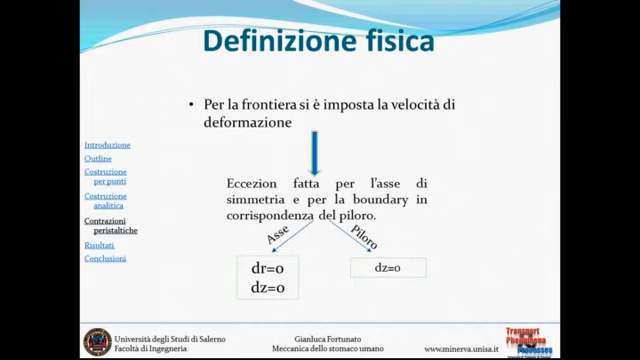 Definizione fisica
• Per la frontiera si è imposta la velocità di
deformazione
Eccezion fatta per l'asse di
simmetria e per la boundary in
corrispondenza del piloro.
Asse
Piloro
dr=0
dz=0
dz=0
Introduzione
Outline
Costruzione
per punti
Costruzione
analitica
Contrazioni
peristaltiche
Risultati
Conclusioni
Università degli Studi di Salerno
Facoltà di Ingegneria
Gianluca Fortunato
Meccanica dello stomaco umano
www.minerva.unisa.it
Transport
Phenomena
Processes